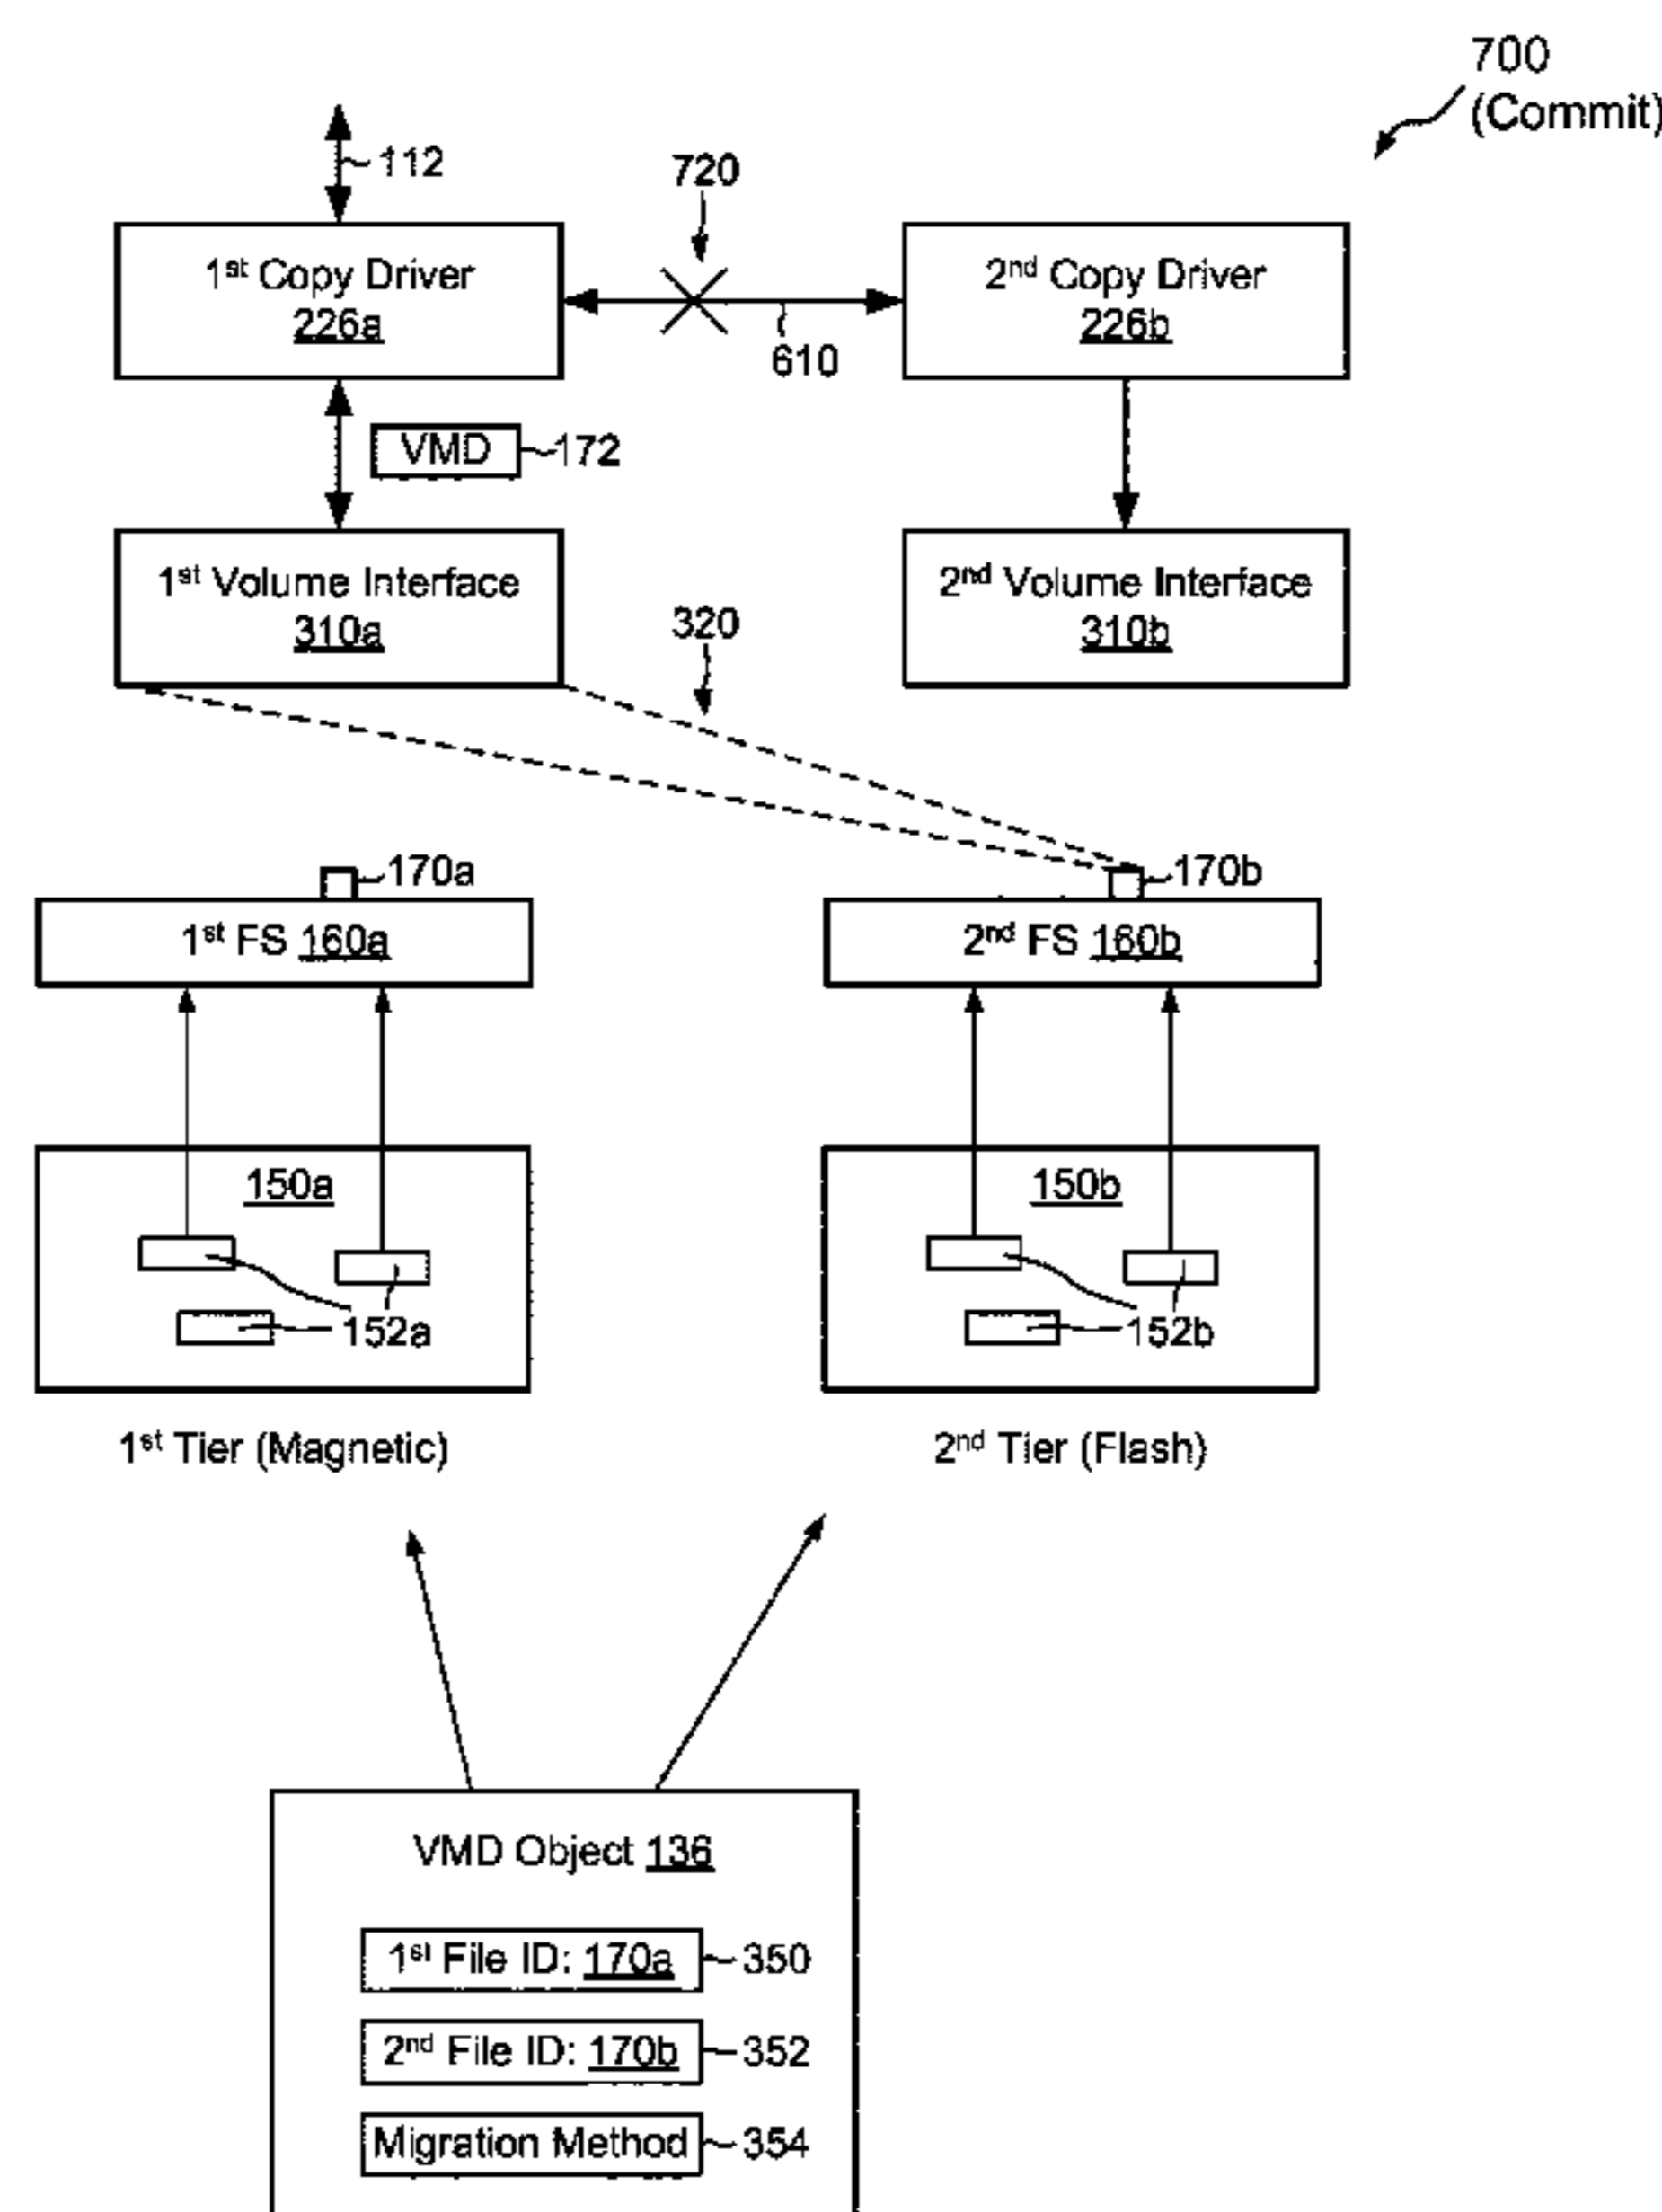 700
(Commit)
112
720
1st Copy Driver
226a
2nd Copy Driver
226b
610
VMD
172
1st Volume Interface
310a
2nd Volume Interface
310b
320
170a
170b
1st FS 160a
2nd FS 160b
150a
150b
152a
152b
1st Tier (Magnetic)
2nd Tier (Flash)
VMD Object 136
1st File ID: 170a
350
2nd File ID: 170b
352
Migration Method
354